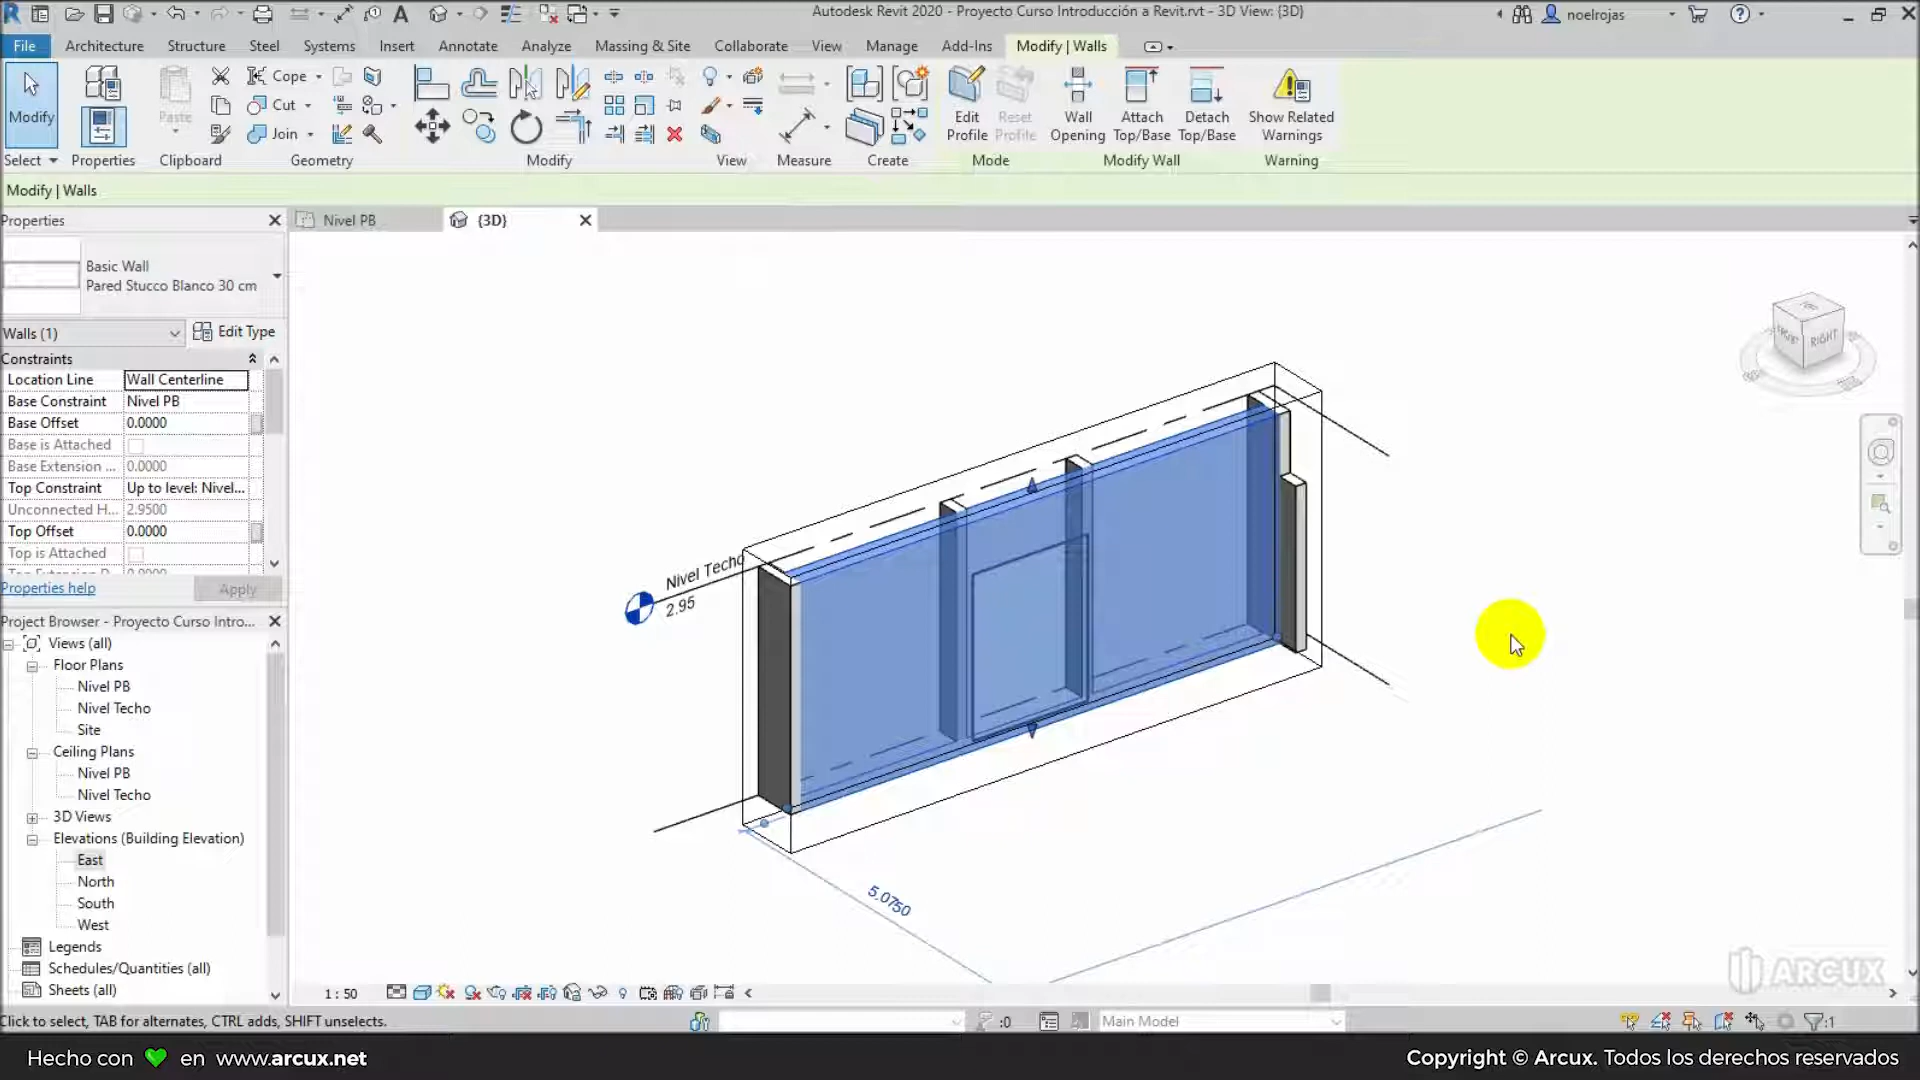 Autodesk Revit 2020 - Proyecto Curso Introducción a Revit.rvt - 3D View: {3D}
noelrojas
File Architecture Structure Steel Systems Insert Annotate Analyze Massing & Site Collaborate View Manage Add-Ins Modify | Walls
Modify
Paste
Cope
Cut
Join
Edit Profile
Reset Profile
Wall Opening
Attach Top/Base
Detach Top/Base
Show Related Warnings
Select Properties Clipboard Geometry Modify View Measure Create Mode Modify Wall Warning
Modify | Walls
Properties
Nivel PB
{3D}
Basic Wall
Pared Stucco Blanco 30 cm
Walls (1)
Edit Type
Constraints
Location Line Wall Centerline
Base Constraint Nivel PB
Base Offset 0.0000
Base is Attached
Base Extension ... 0.0000
Top Constraint Up to level: Nivel...
Unconnected H... 2.9500
Top Offset 0.0000
Top is Attached
Properties help
Apply
Project Browser - Proyecto Curso Intro...
Views (all)
Floor Plans
Nivel PB
Nivel Techo
Site
Ceiling Plans
Nivel PB
Nivel Techo
3D Views
Elevations (Building Elevation)
East
North
South
West
Legends
Schedules/Quantities (all)
Sheets (all)
Nivel Techo
2.95
5.0750
RIGHT
ARCUX
1 : 50
Click to select, TAB for alternates, CTRL adds, SHIFT unselects.
:0
Main Model
:1
Hecho con en www.arcux.net
Copyright © Arcux. Todos los derechos reservados